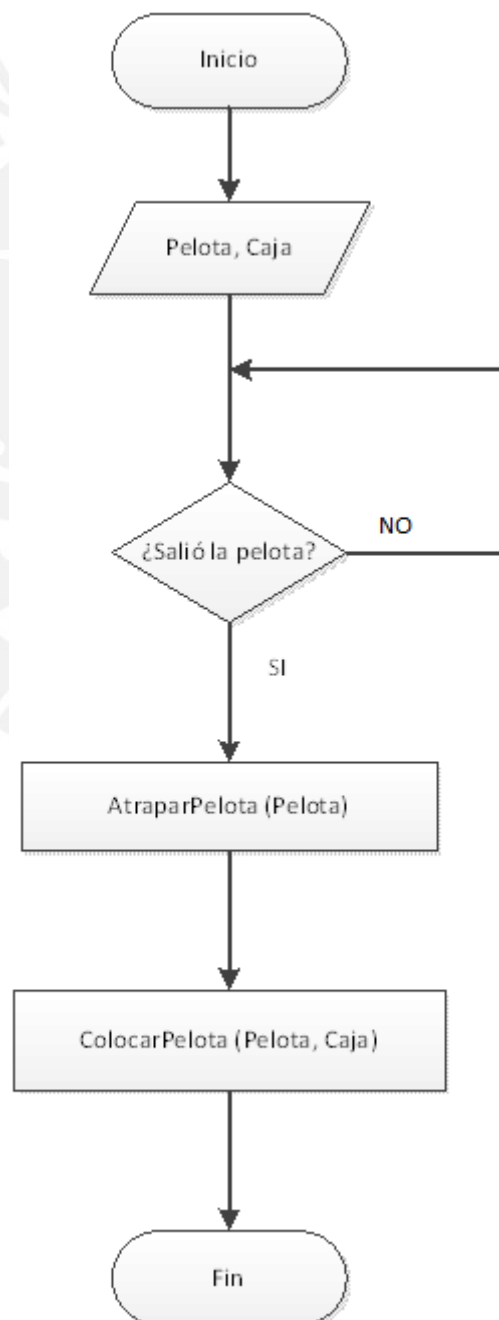 Inicio
Pelota, Caja
¿Salió la pelota?
NO
SI
AtraparPelota (Pelota)
ColocarPelota (Pelota, Caja)
Fin